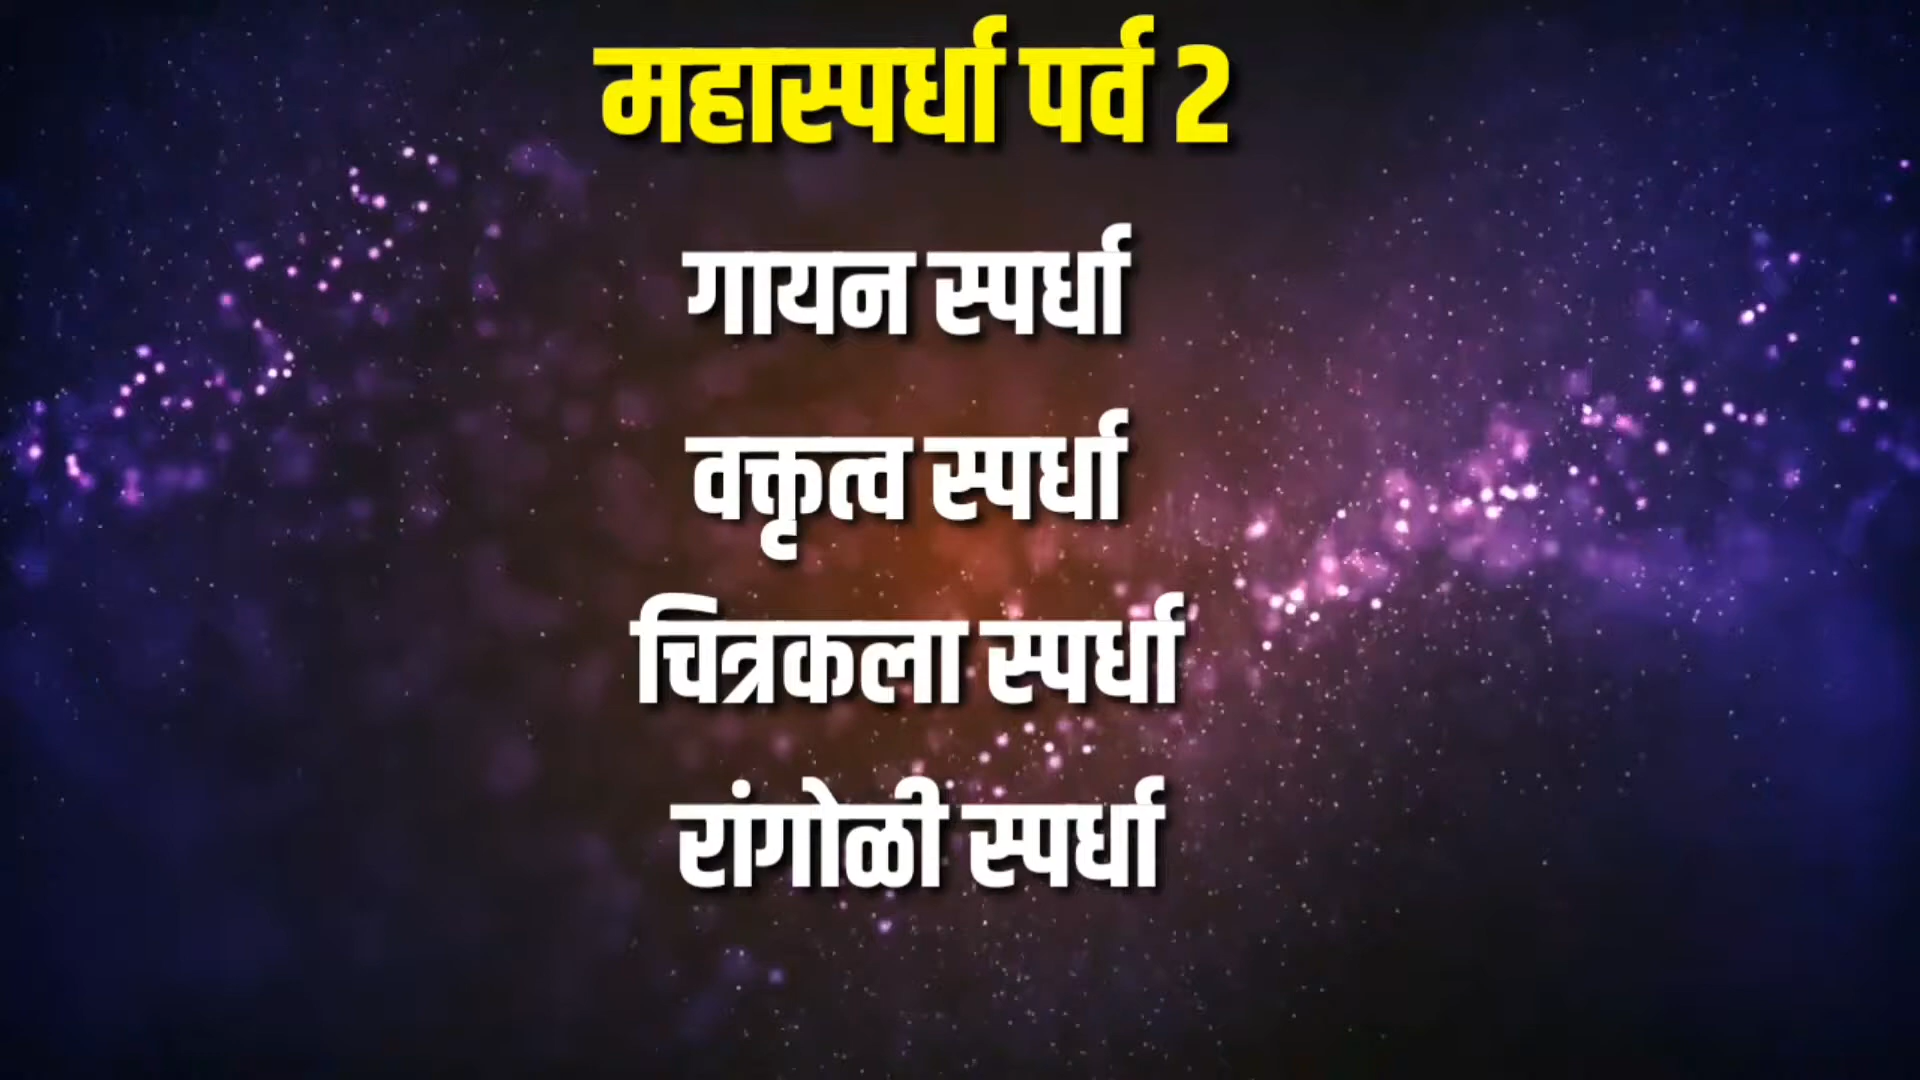 महास्पर्धा पर्व 2
गायन स्पर्धा
वक्तृत्व स्पर्धा
चित्रकला स्पर्धा
रांगोळी स्पर्धा